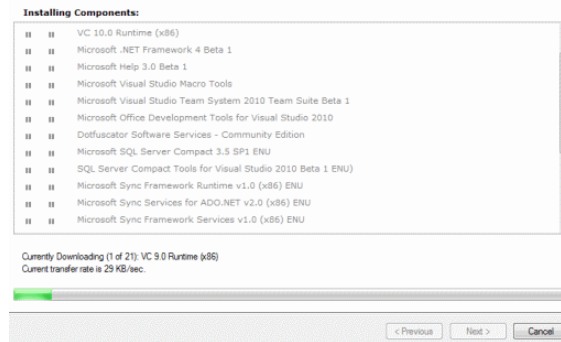 Installing Components:
VC 10.0 Runtime (x86)
Microsoft .NET Framework 4 Beta 1
Microsoft Help 3.0 Beta 1
Microsoft Visual Studio Macro Tools
Microsoft Visual Studio Team System 2010 Team Suite Beta 1
Microsoft Office Development Tools for Visual Studio 2010
Dotfuscator Software Services - Community Edition
Microsoft SQL Server Compact 3.5 SP1 ENU
SQL Server Compact Tools for Visual Studio 2010 Beta 1 ENU)
Microsoft Sync Framework Runtime v1.0 (x86) ENU
Microsoft Sync Services for ADO.NET v2.0 (x86) ENU
Microsoft Sync Framework Services v1.0 (x86) ENU
Currently Downloading (1 of 21): VC 9.0 Runtime (x86)
Current transfer rate is 29 KB/sec.
< Previous Next > Cancel